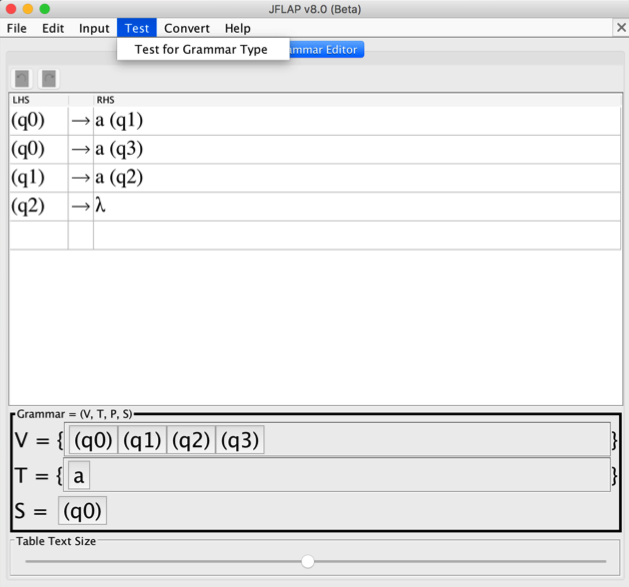 JFLAP v8.0 (Beta)
File Edit Input Test Convert Help
Test for Grammar Type
Editor
LHS RHS
(q0) → a (q1)
(q0) → a (q3)
(q1) → a (q2)
(q2) → λ
Grammar = (V, T, P, S)
V = { (q0) (q1) (q2) (q3) }
T = { a }
S = (q0)
Table Text Size